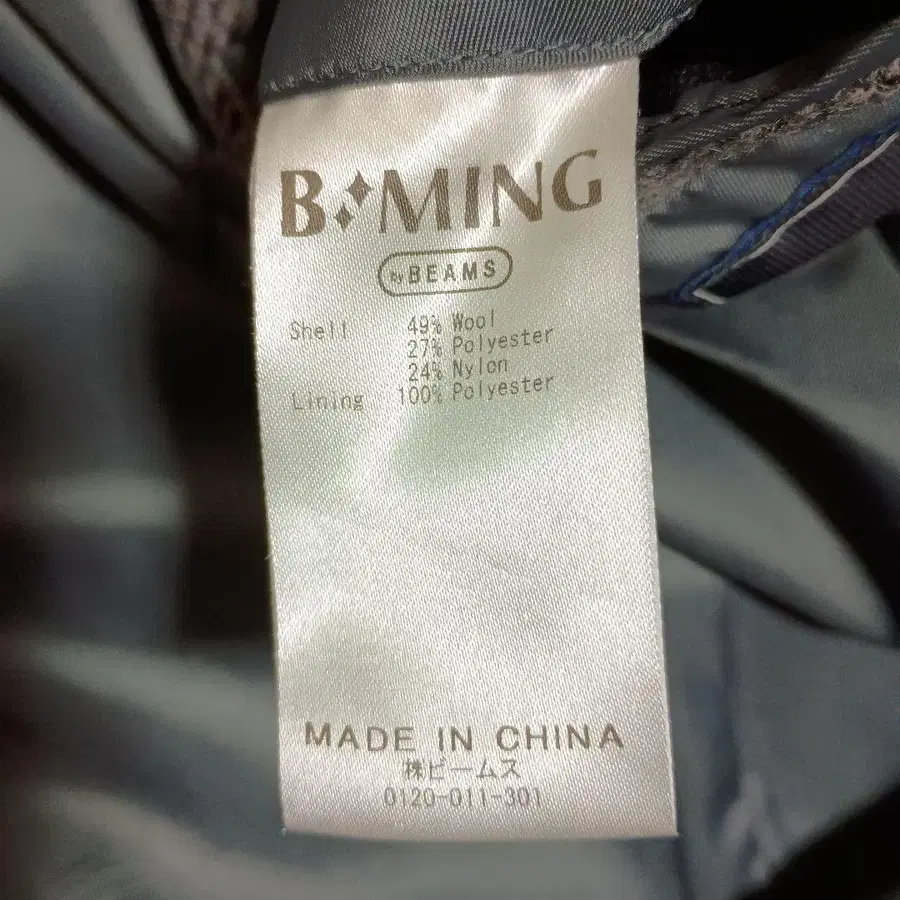 B MING
by BEAMS
Shell 49% Wool
27% Polyester
24% Nylon
Lining 100% Polyester
MADE IN CHINA
㈱ビームス
0120-011-301